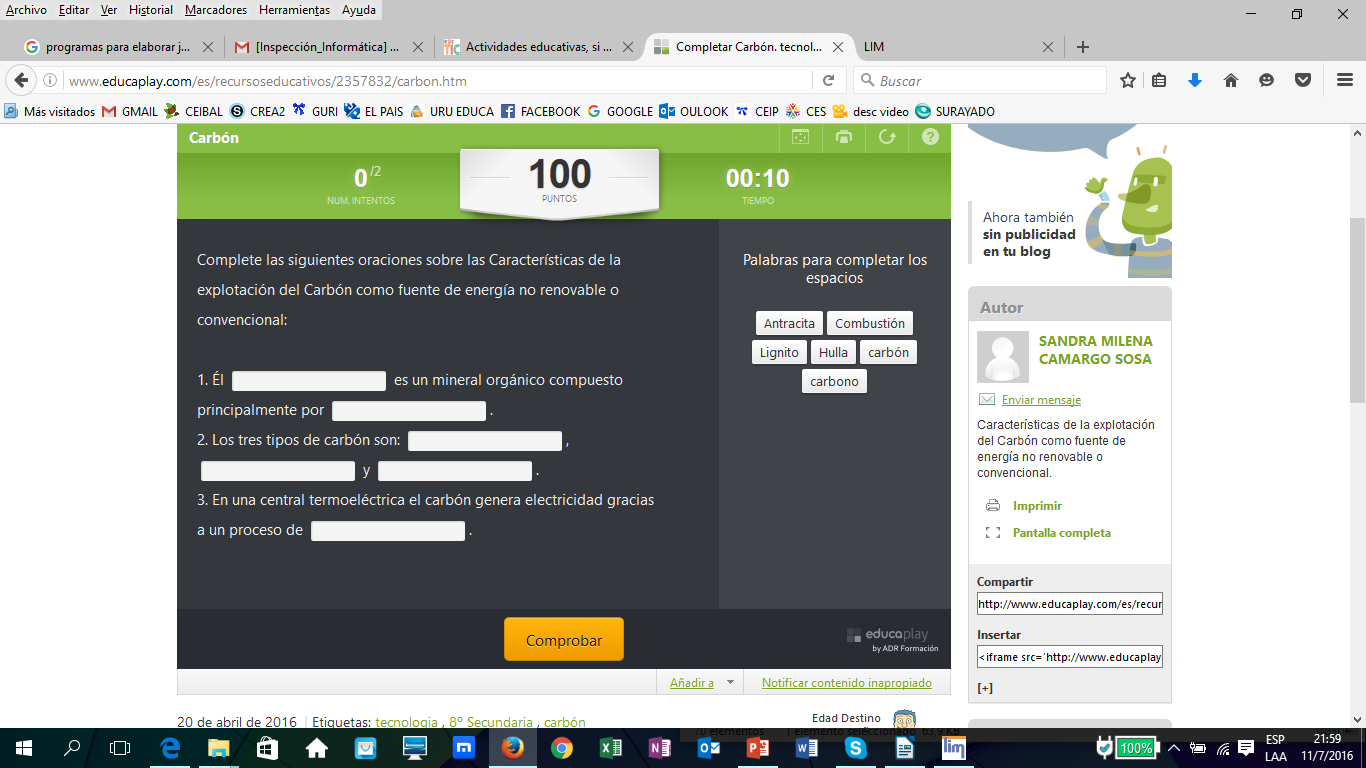 Archivo Editar Ver Historial Marcadores Herramientas Ayuda
programas para elaborar j...
[Inspección_Informática] ...
Actividades educativas, si ...
Completar Carbón. tecnol...
LIM
www.educaplay.com/es/recursoseducativos/2357832/carbon.htm
Buscar
Más visitados GMAIL CEIBAL CREA2 GURI EL PAIS URU EDUCA FACEBOOK GOOGLE OULOOK CEIP CES desc video SURAYADO
Carbón
0/2
NUM. INTENTOS
100
PUNTOS
00:10
TIEMPO
Complete las siguientes oraciones sobre las Características de la
explotación del Carbón como fuente de energía no renovable o
convencional:
1. Él es un mineral orgánico compuesto
principalmente por .
2. Los tres tipos de carbón son: ,
y .
3. En una central termoeléctrica el carbón genera electricidad gracias
a un proceso de .
Palabras para completar los
espacios
Antracita Combustión
Lignito Hulla carbón
carbono
Comprobar
educaplay
by ADR Formación
Añadir a
Notificar contenido inapropiado
20 de abril de 2016 Etiquetas: tecnologia , 8º Secundaria , carbón
Edad Destino
Ahora también
sin publicidad
en tu blog
Autor
SANDRA MILENA
CAMARGO SOSA
Enviar mensaje
Características de la explotación
del Carbón como fuente de
energía no renovable o
convencional.
Imprimir
Pantalla completa
Compartir
http://www.educaplay.com/es/recur
Insertar
<iframe src='http://www.educaplay
[+]
70 elementos 1 elemento seleccionado 63,9 KB
lim
100%
ESP
LAA
21:59
11/7/2016